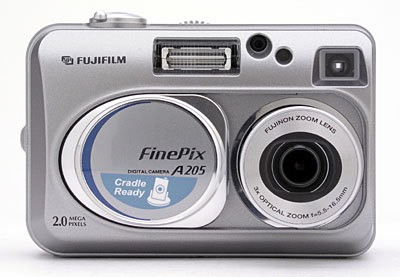 FUJIFILM
FUJINON ZOOM LENS
FinePix
DIGITAL CAMERA A205
Cradle
Ready
3x OPTICAL ZOOM f=5.5-16.5mm
2.0 MEGA
PIXELS